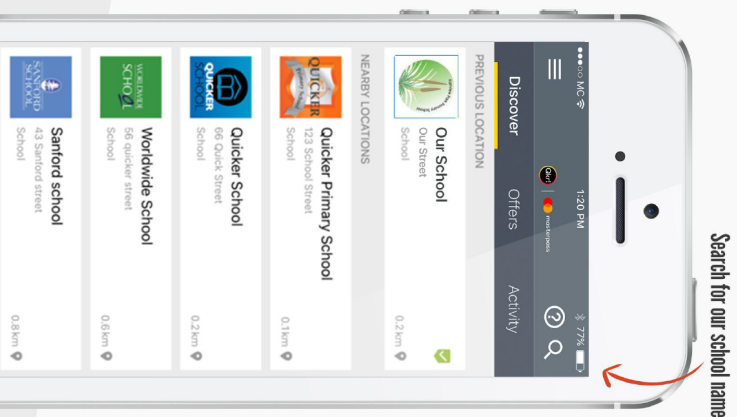 Search for our school name
MC 1:20 PM 77%
Qkr! masterpass
Discover Offers Activity
PREVIOUS LOCATION
Our School
Our Street
School 0.2 km
NEARBY LOCATIONS
QUICKER
Primary School
Quicker Primary School
123 School Street
School 0.1 km
QUICKER
SCHOOL
Quicker School
66 Quick Street
School 0.2 km
WORLDWIDE
SCHOOL
Worldwide School
56 quicker street
School 0.6 km
SANFORD
SCHOOL
Sanford school
43 Sanford street
School 0.8 km